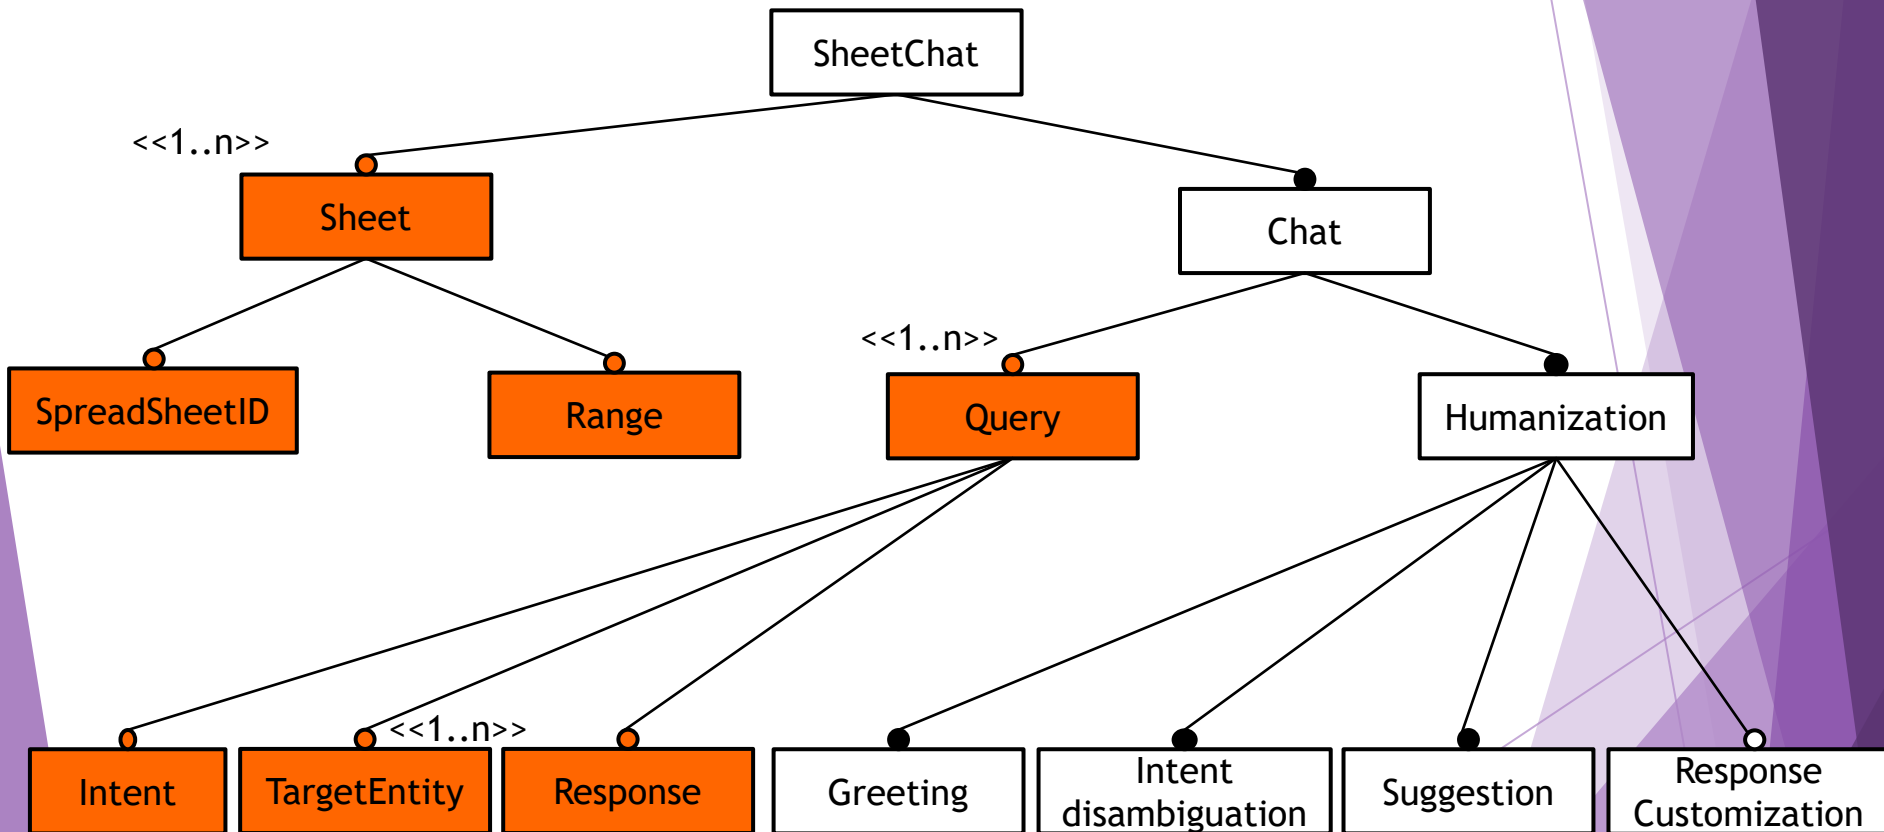 SheetChat
<<1..n>>
Sheet
Chat
<<1..n>>
SpreadSheetID
Range
Query
Humanization
<<1..n>>
Intent
TargetEntity
Response
Greeting
Intent
disambiguation
Suggestion
Response
Customization